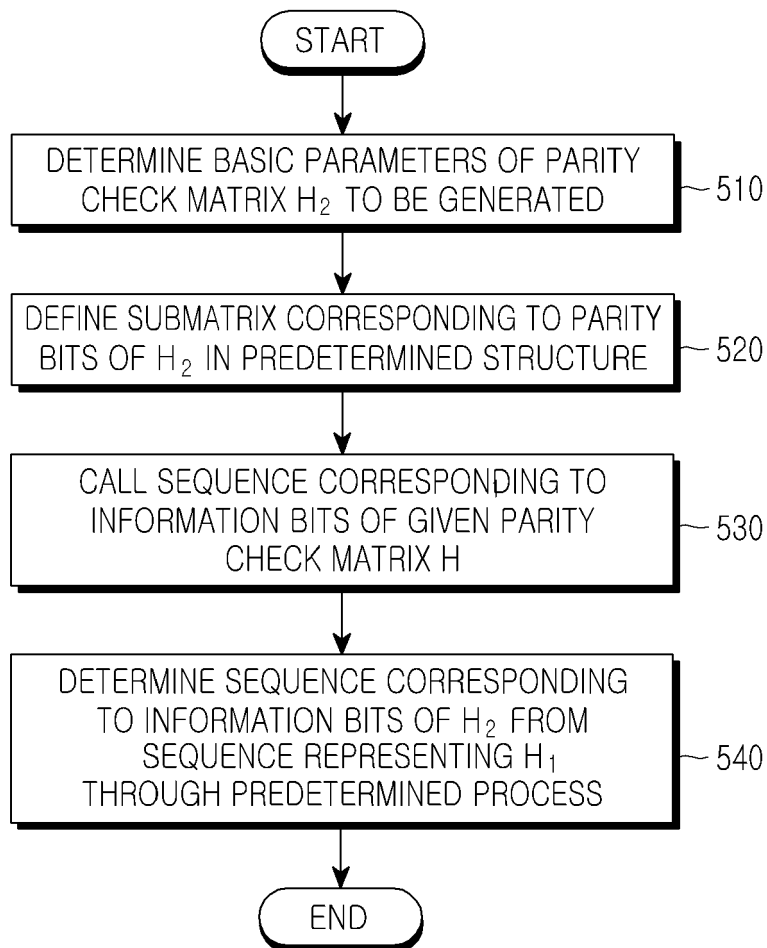 START
DETERMINE BASIC PARAMETERS OF PARITY
CHECK MATRIX H₂ TO BE GENERATED
510
DEFINE SUBMATRIX CORRESPONDING TO PARITY
BITS OF H₂ IN PREDETERMINED STRUCTURE
520
CALL SEQUENCE CORRESPONDING TO
INFORMATION BITS OF GIVEN PARITY
CHECK MATRIX H
530
DETERMINE SEQUENCE CORRESPONDING
TO INFORMATION BITS OF H₂ FROM
SEQUENCE REPRESENTING H₁
THROUGH PREDETERMINED PROCESS
540
END